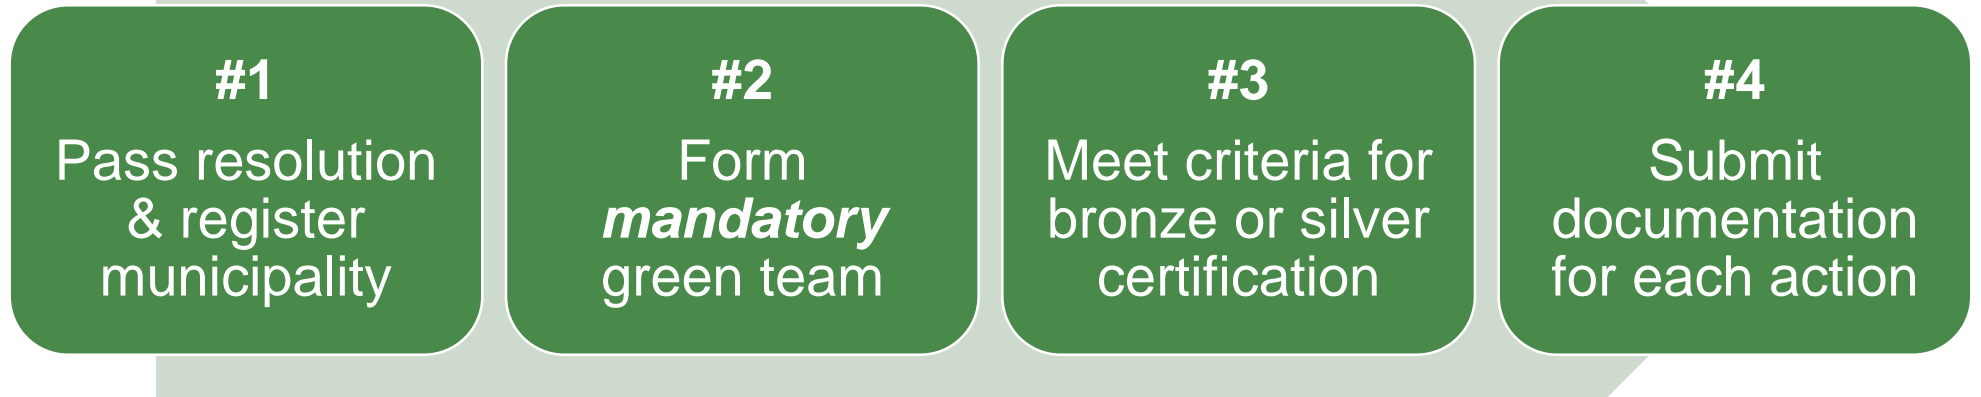 #1
Pass resolution
& register
municipality
#2
Form
mandatory
green team
#3
Meet criteria for
bronze or silver
certification
#4
Submit
documentation
for each action